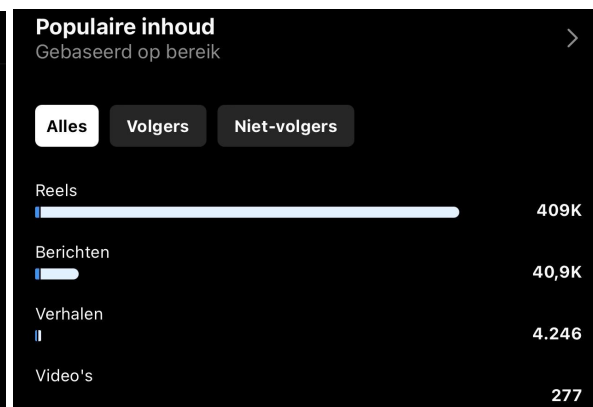 Populaire inhoud
Gebaseerd op bereik
Alles Volgers Niet-volgers
Reels
409K
Berichten
40,9K
Verhalen
4.246
Video's
277